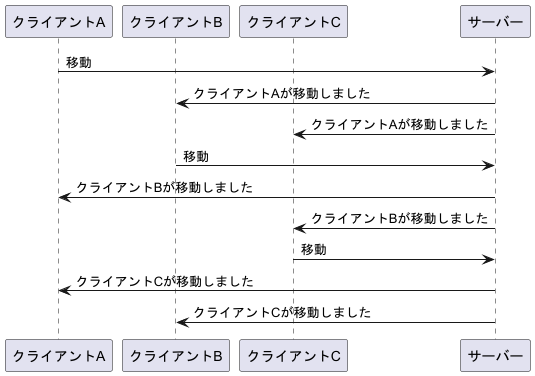 クライアントA
クライアントB
クライアントC
サーバー
移動
クライアントAが移動しました
クライアントAが移動しました
移動
クライアントBが移動しました
クライアントBが移動しました
移動
クライアントCが移動しました
クライアントCが移動しました
クライアントA
クライアントB
クライアントC
サーバー